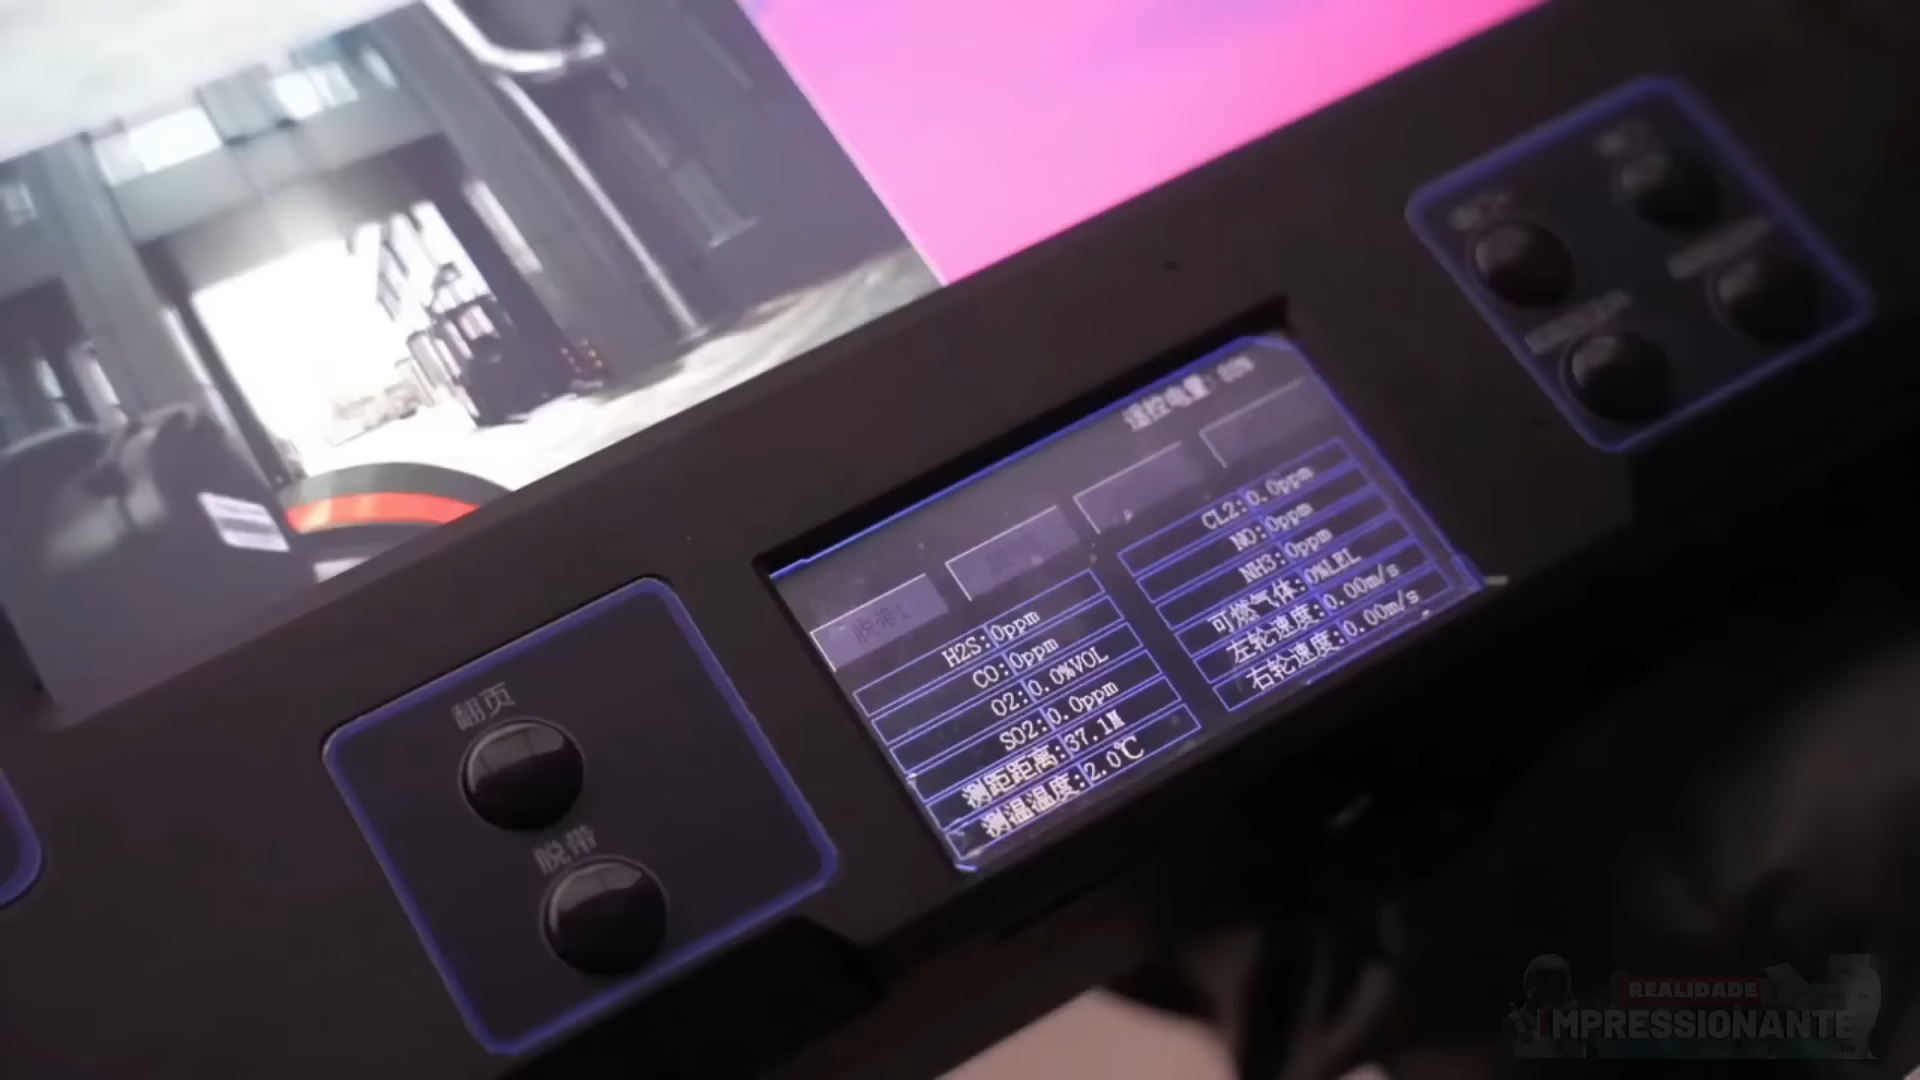 遥控电量:
脱带1
H2S:0ppm
CO:0ppm
O2:0.0%VOL
SO2:0.0ppm
测距距离:37.1M
测温温度:2.0℃
CL2:0.0ppm
NO:0ppm
NH3:0ppm
可燃气体:0%LEL
左轮速度:0.00m/s
右轮速度:0.00m/s
翻页
脱带
REALIDADE
IMPRESSIONANTE